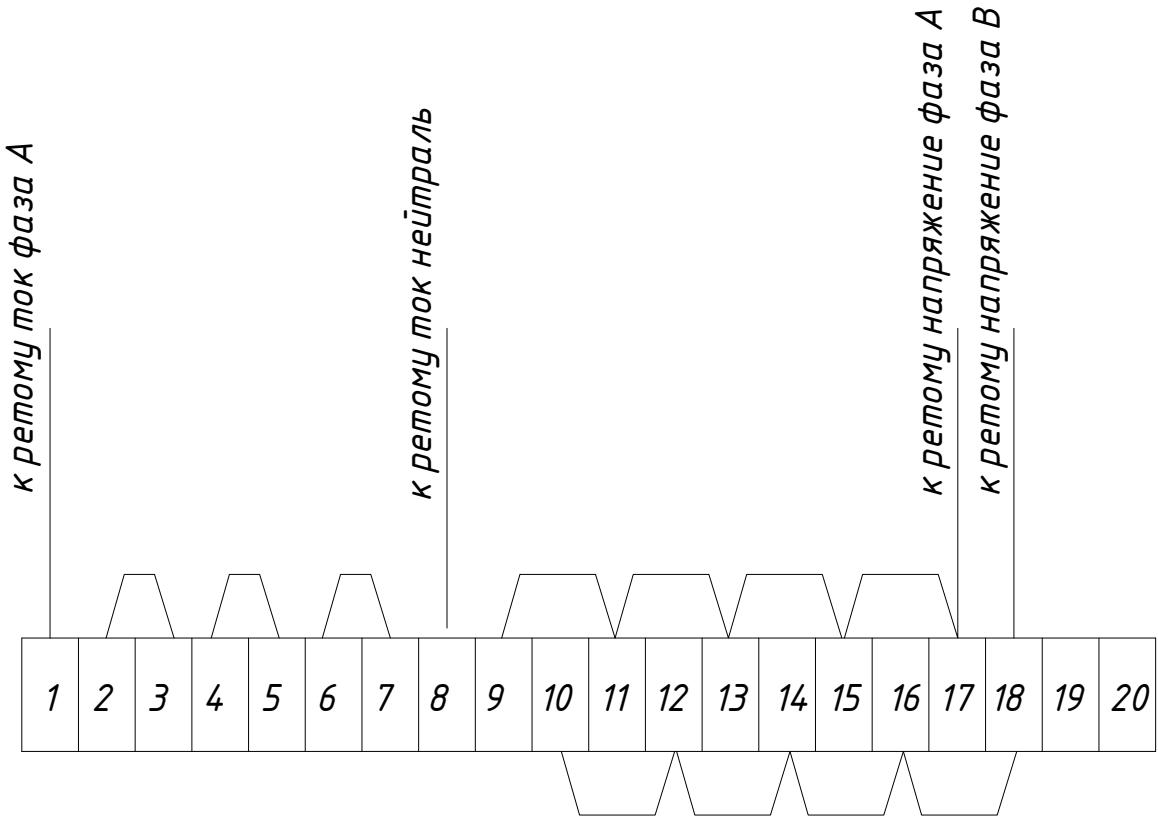 к ретому ток фаза А
к ретому ток нейтраль
к ретому напряжение фаза А
к ретому напряжение фаза В
1 2 3 4 5 6 7 8 9 10 11 12 13 14 15 16 17 18 19 20